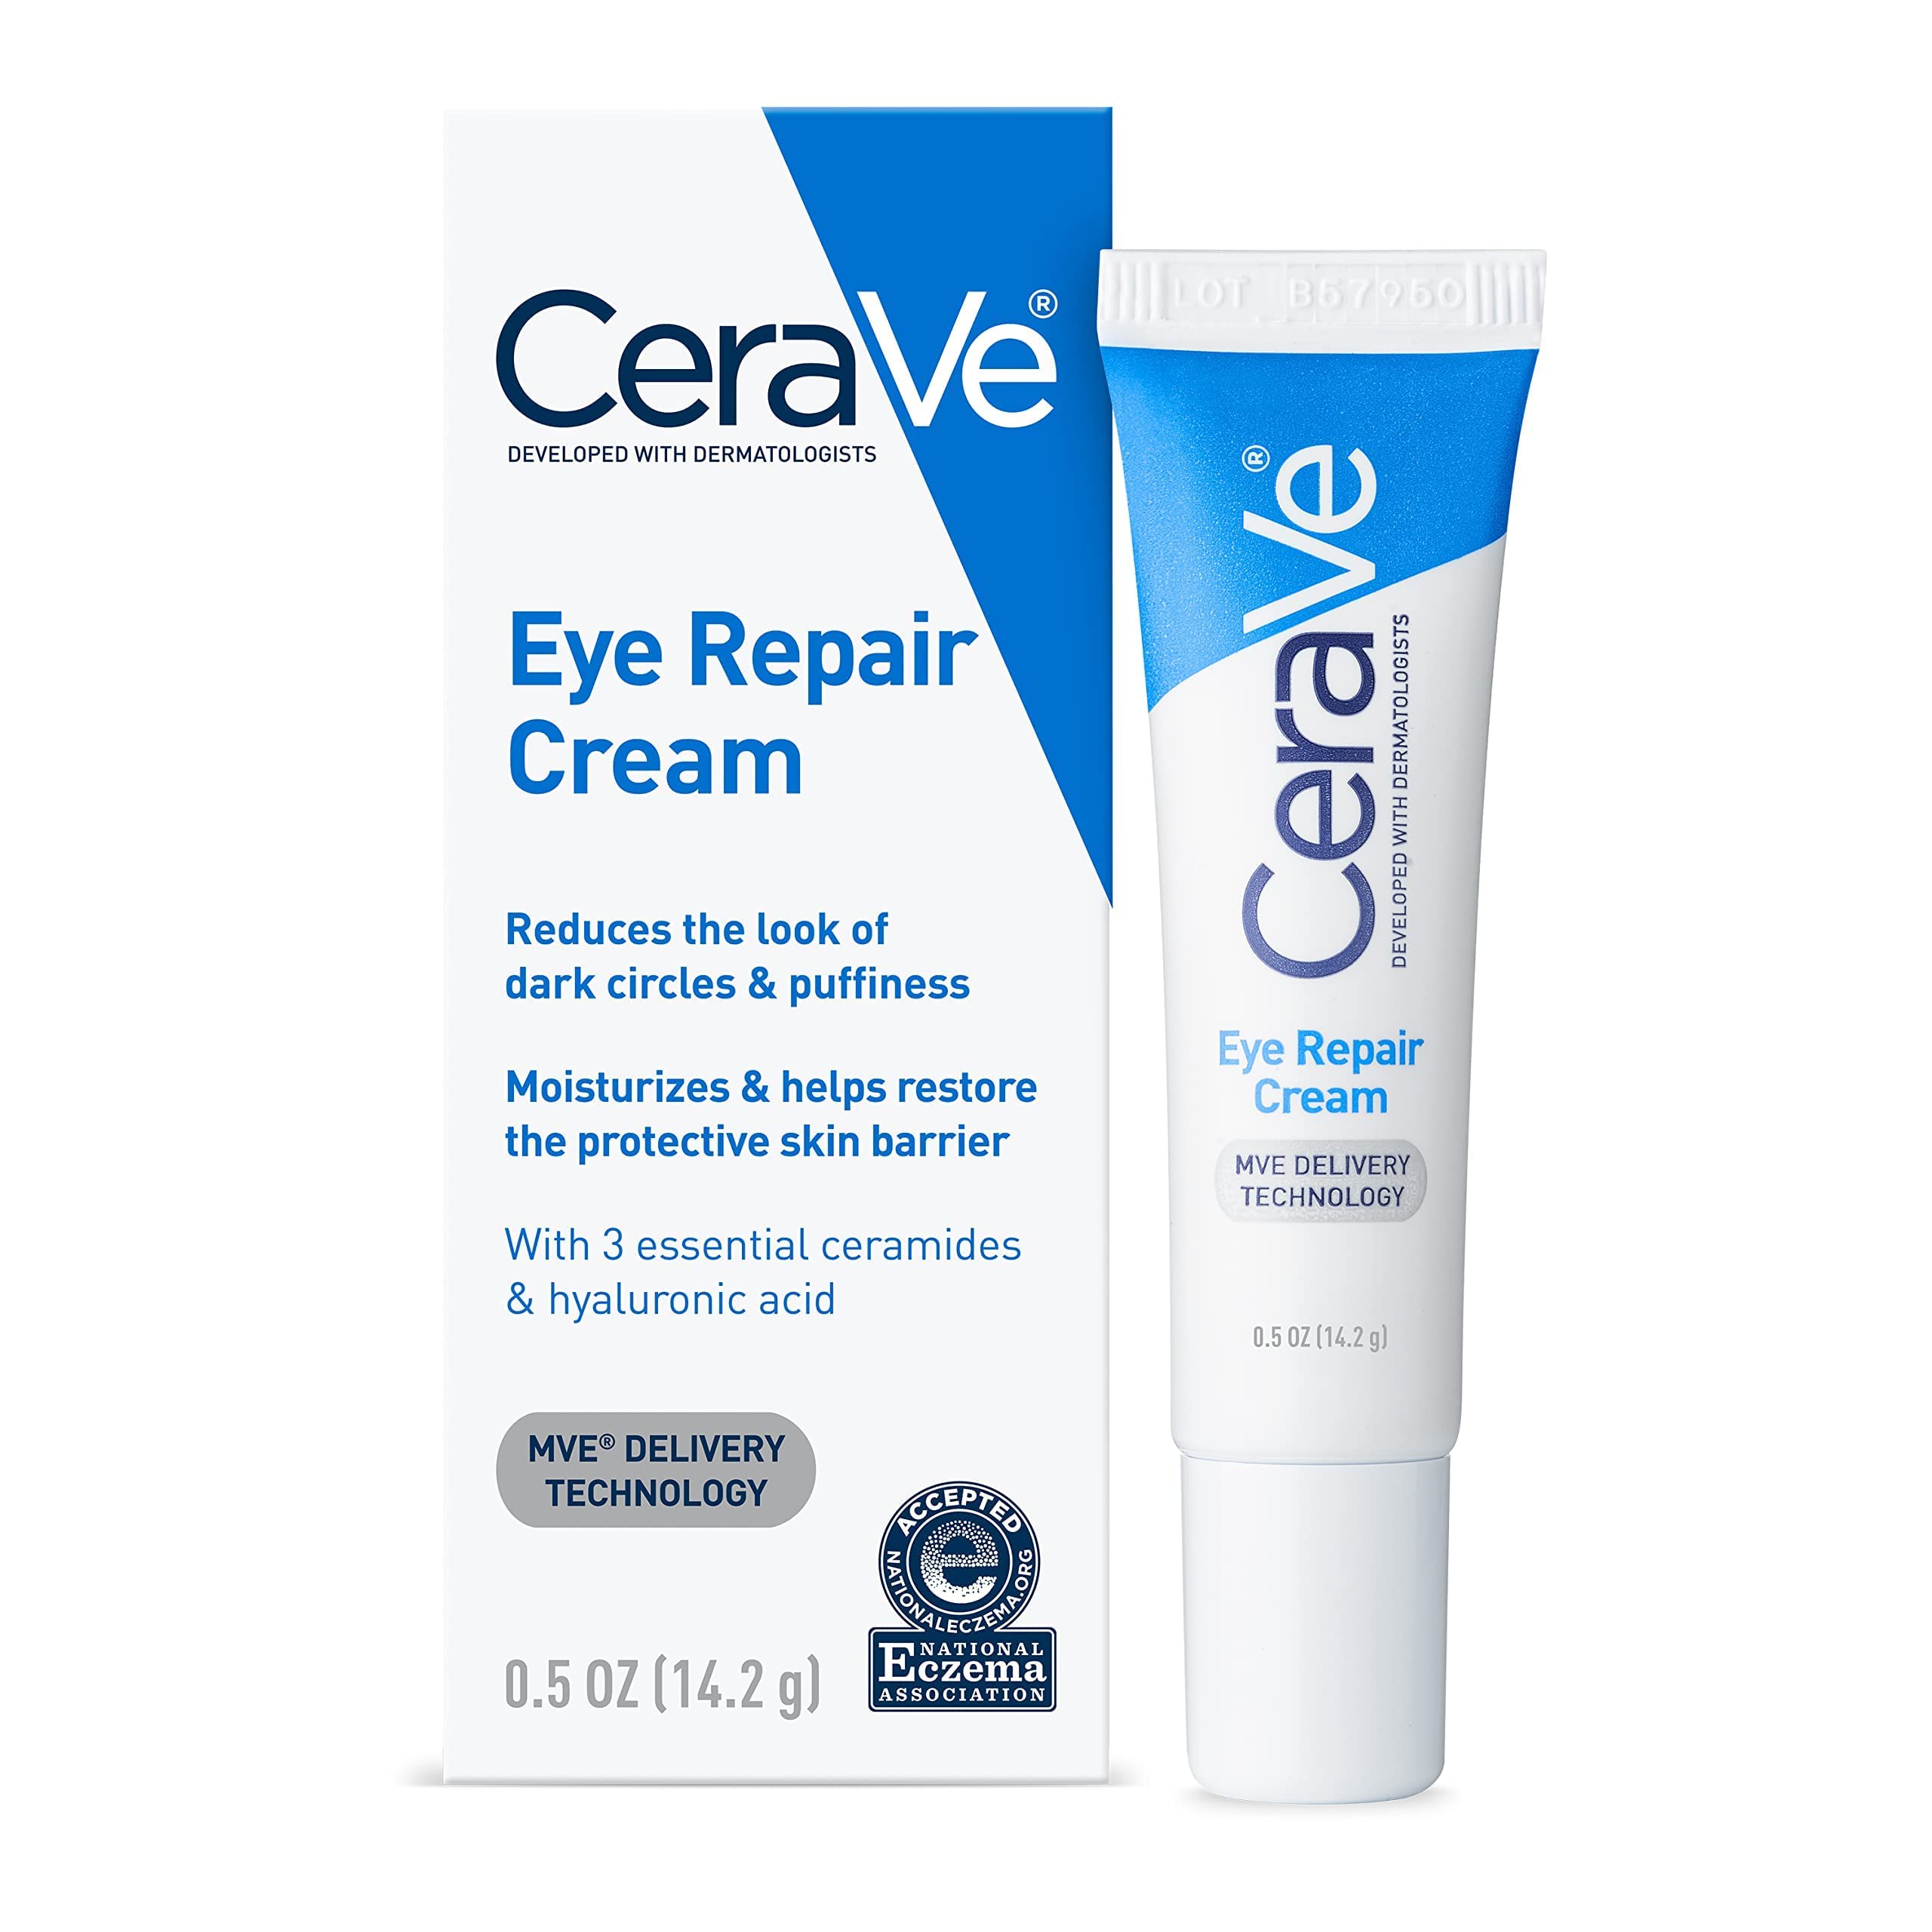 CeraVe®
DEVELOPED WITH DERMATOLOGISTS
Eye Repair
Cream
Reduces the look of
dark circles & puffiness
Moisturizes & helps restore
the protective skin barrier
With 3 essential ceramides
& hyaluronic acid
MVE® DELIVERY
TECHNOLOGY
0.5 OZ (14.2 g)
ACCEPTED
e
NATIONALECZEMA.ORG
NATIONAL
Eczema
ASSOCIATION
LOT B57950
CeraVe®
DEVELOPED WITH DERMATOLOGISTS
Eye Repair
Cream
MVE DELIVERY
TECHNOLOGY
0.5 OZ (14.2 g)